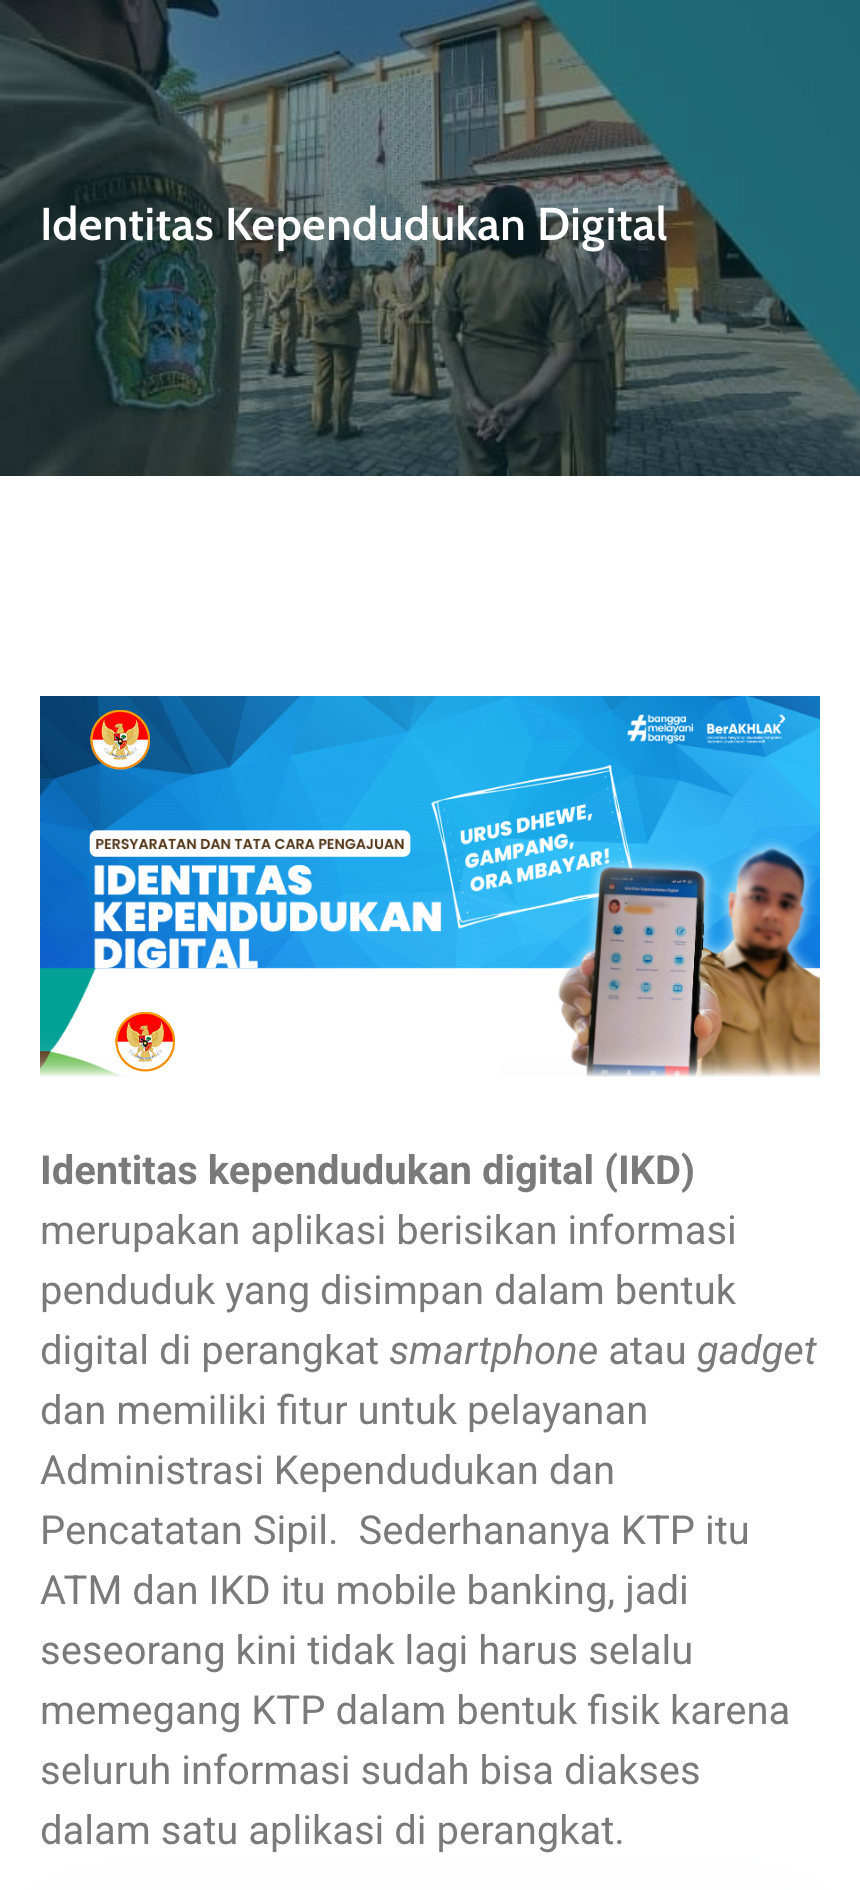 Identitas Kependudukan Digital
#bangga
melayani
bangsa
BerAKHLAK
URUS DHEWE,
GAMPANG,
ORA MBAYAR!
PERSYARATAN DAN TATA CARA PENGAJUAN
IDENTITAS
KEPENDUDUKAN
DIGITAL
Identitas kependudukan digital (IKD)
merupakan aplikasi berisikan informasi
penduduk yang disimpan dalam bentuk
digital di perangkat smartphone atau gadget
dan memiliki fitur untuk pelayanan
Administrasi Kependudukan dan
Pencatatan Sipil.  Sederhananya KTP itu
ATM dan IKD itu mobile banking, jadi
seseorang kini tidak lagi harus selalu
memegang KTP dalam bentuk fisik karena
seluruh informasi sudah bisa diakses
dalam satu aplikasi di perangkat.